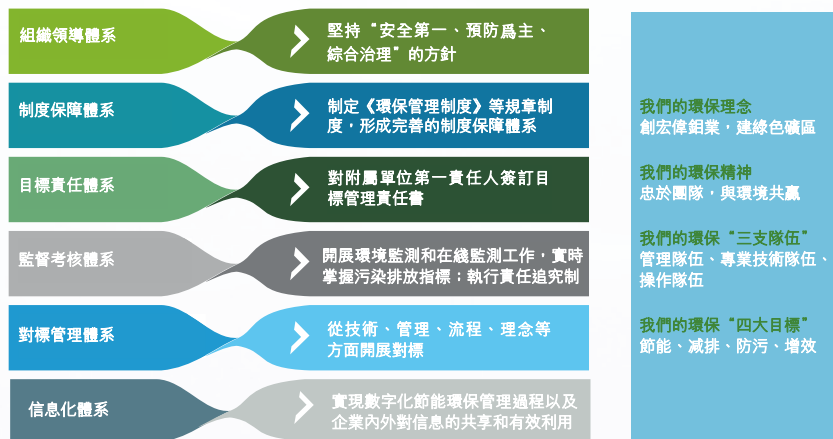 組織領導體系
堅持“安全第一、預防爲主、
綜合治理”的方針
制度保障體系
制定《環保管理制度》等規章制
度，形成完善的制度保障體系
目標責任體系
對附屬單位第一責任人簽訂目
標管理責任書
監督考核體系
開展環境監測和在綫監測工作，實時
掌握污染排放指標；執行責任追究制
對標管理體系
從技術、管理、流程、理念等
方面開展對標
信息化體系
實現數字化節能環保管理過程以及
企業內外對信息的共享和有效利用
我們的環保理念
創宏偉鉬業，建綠色礦區
我們的環保精神
忠於團隊，與環境共贏
我們的環保“三支隊伍”
管理隊伍、專業技術隊伍、
操作隊伍
我們的環保“四大目標”
節能、减排、防污、增效